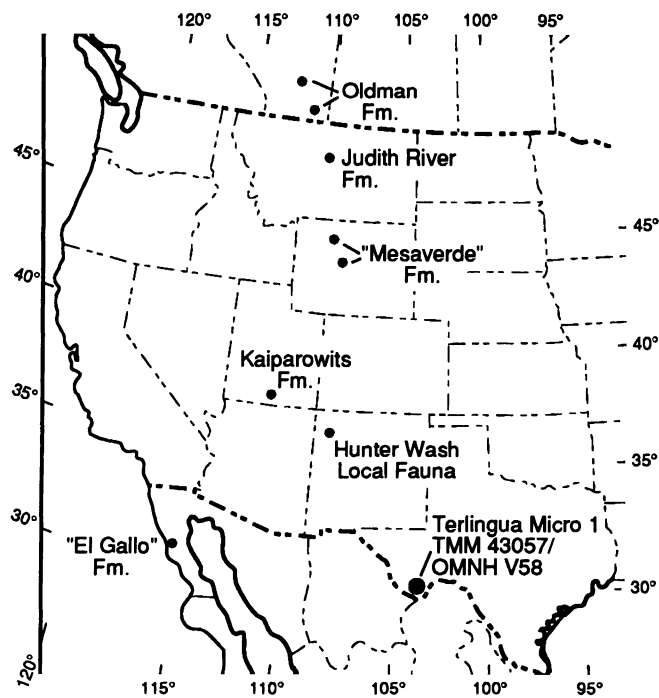 120° 115° 110° 105° 100° 95°
Oldman
Fm.
45°
Judith River
Fm.
45°
"Mesaverde"
Fm.
40°
40°
Kaiparowits
Fm.
35°
Hunter Wash
Local Fauna
35°
30°
Terlingua Micro 1
TMM 43057/
OMNH V58
"El Gallo"
Fm.
30°
120°
115° 110° 105° 100° 95°